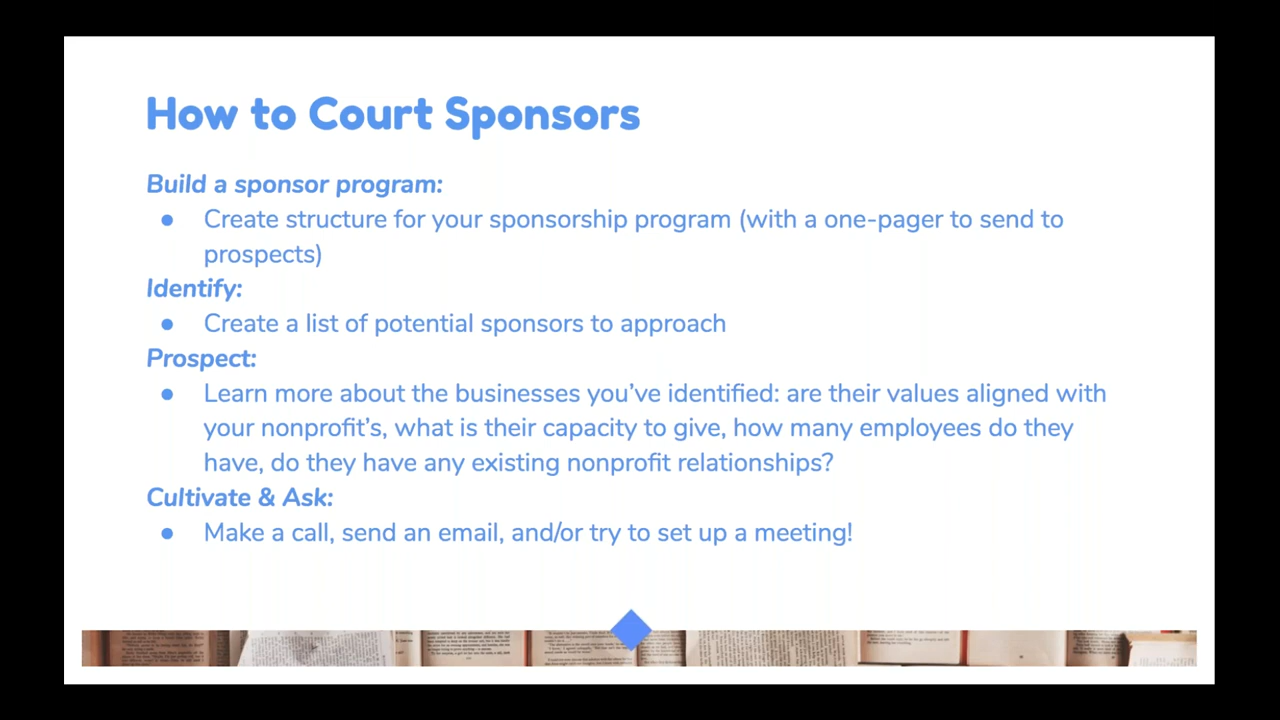 How to Court Sponsors
Build a sponsor program:
● Create structure for your sponsorship program (with a one-pager to send to
prospects)
Identify:
● Create a list of potential sponsors to approach
Prospect:
● Learn more about the businesses you’ve identified: are their values aligned with
your nonprofit’s, what is their capacity to give, how many employees do they
have, do they have any existing nonprofit relationships?
Cultivate & Ask:
● Make a call, send an email, and/or try to set up a meeting!